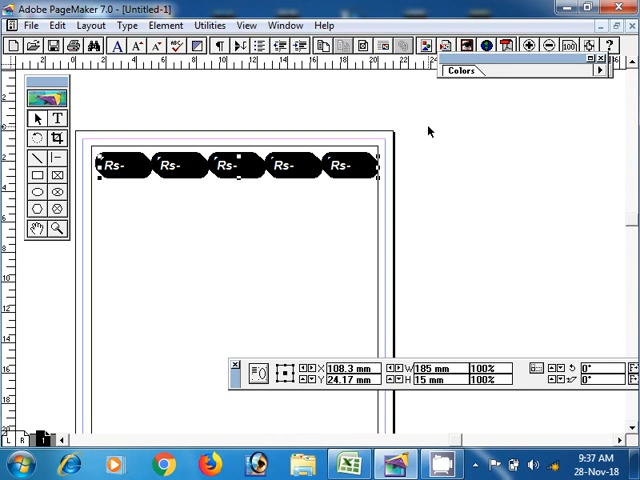 Adobe PageMaker 7.0 - [Untitled-1]
File Edit Layout Type Element Utilities View Window Help
Colors
Rs- Rs- Rs- Rs- Rs-
X 108.3 mm W 185 mm 100% 0°
Y 24.17 mm H 15 mm 100% 0°
L R 1
9:37 AM
28-Nov-18